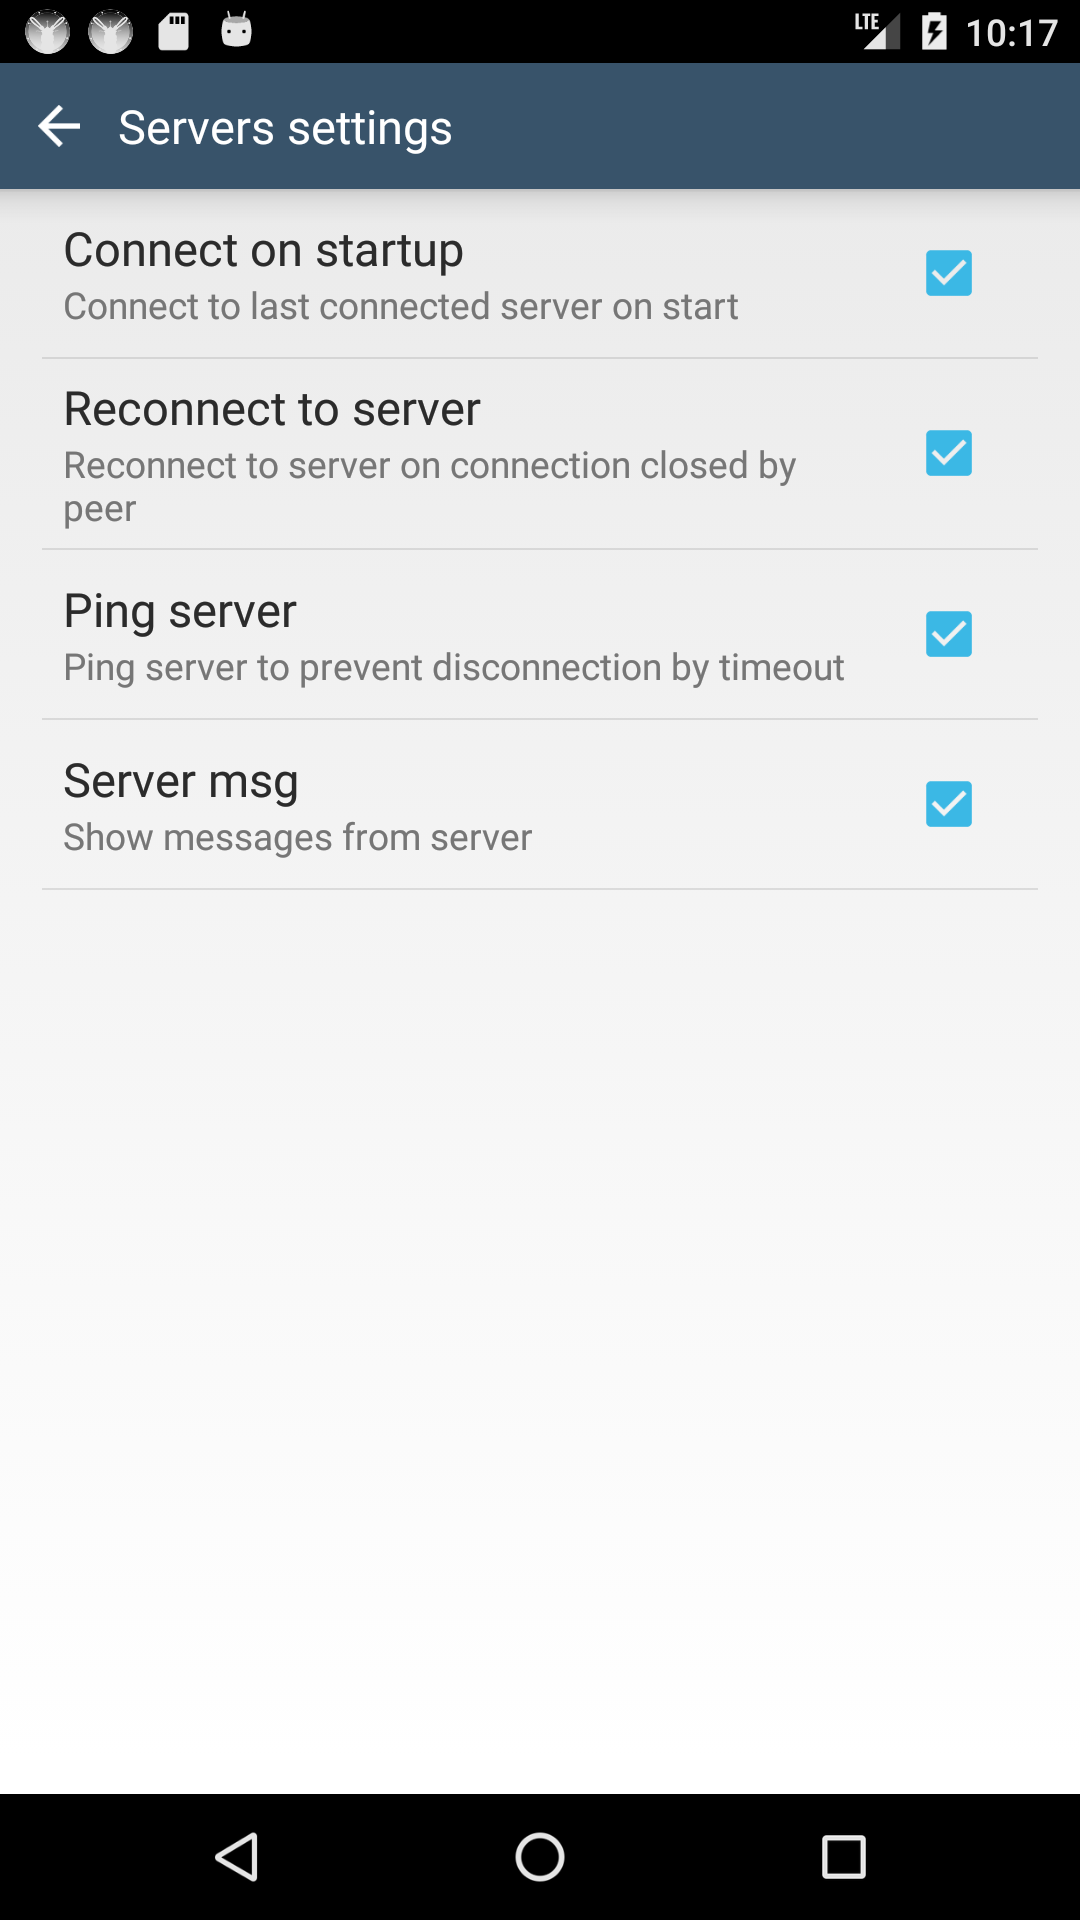 LTE 10:17
Servers settings
Connect on startup
Connect to last connected server on start
Reconnect to server
Reconnect to server on connection closed by
peer
Ping server
Ping server to prevent disconnection by timeout
Server msg
Show messages from server